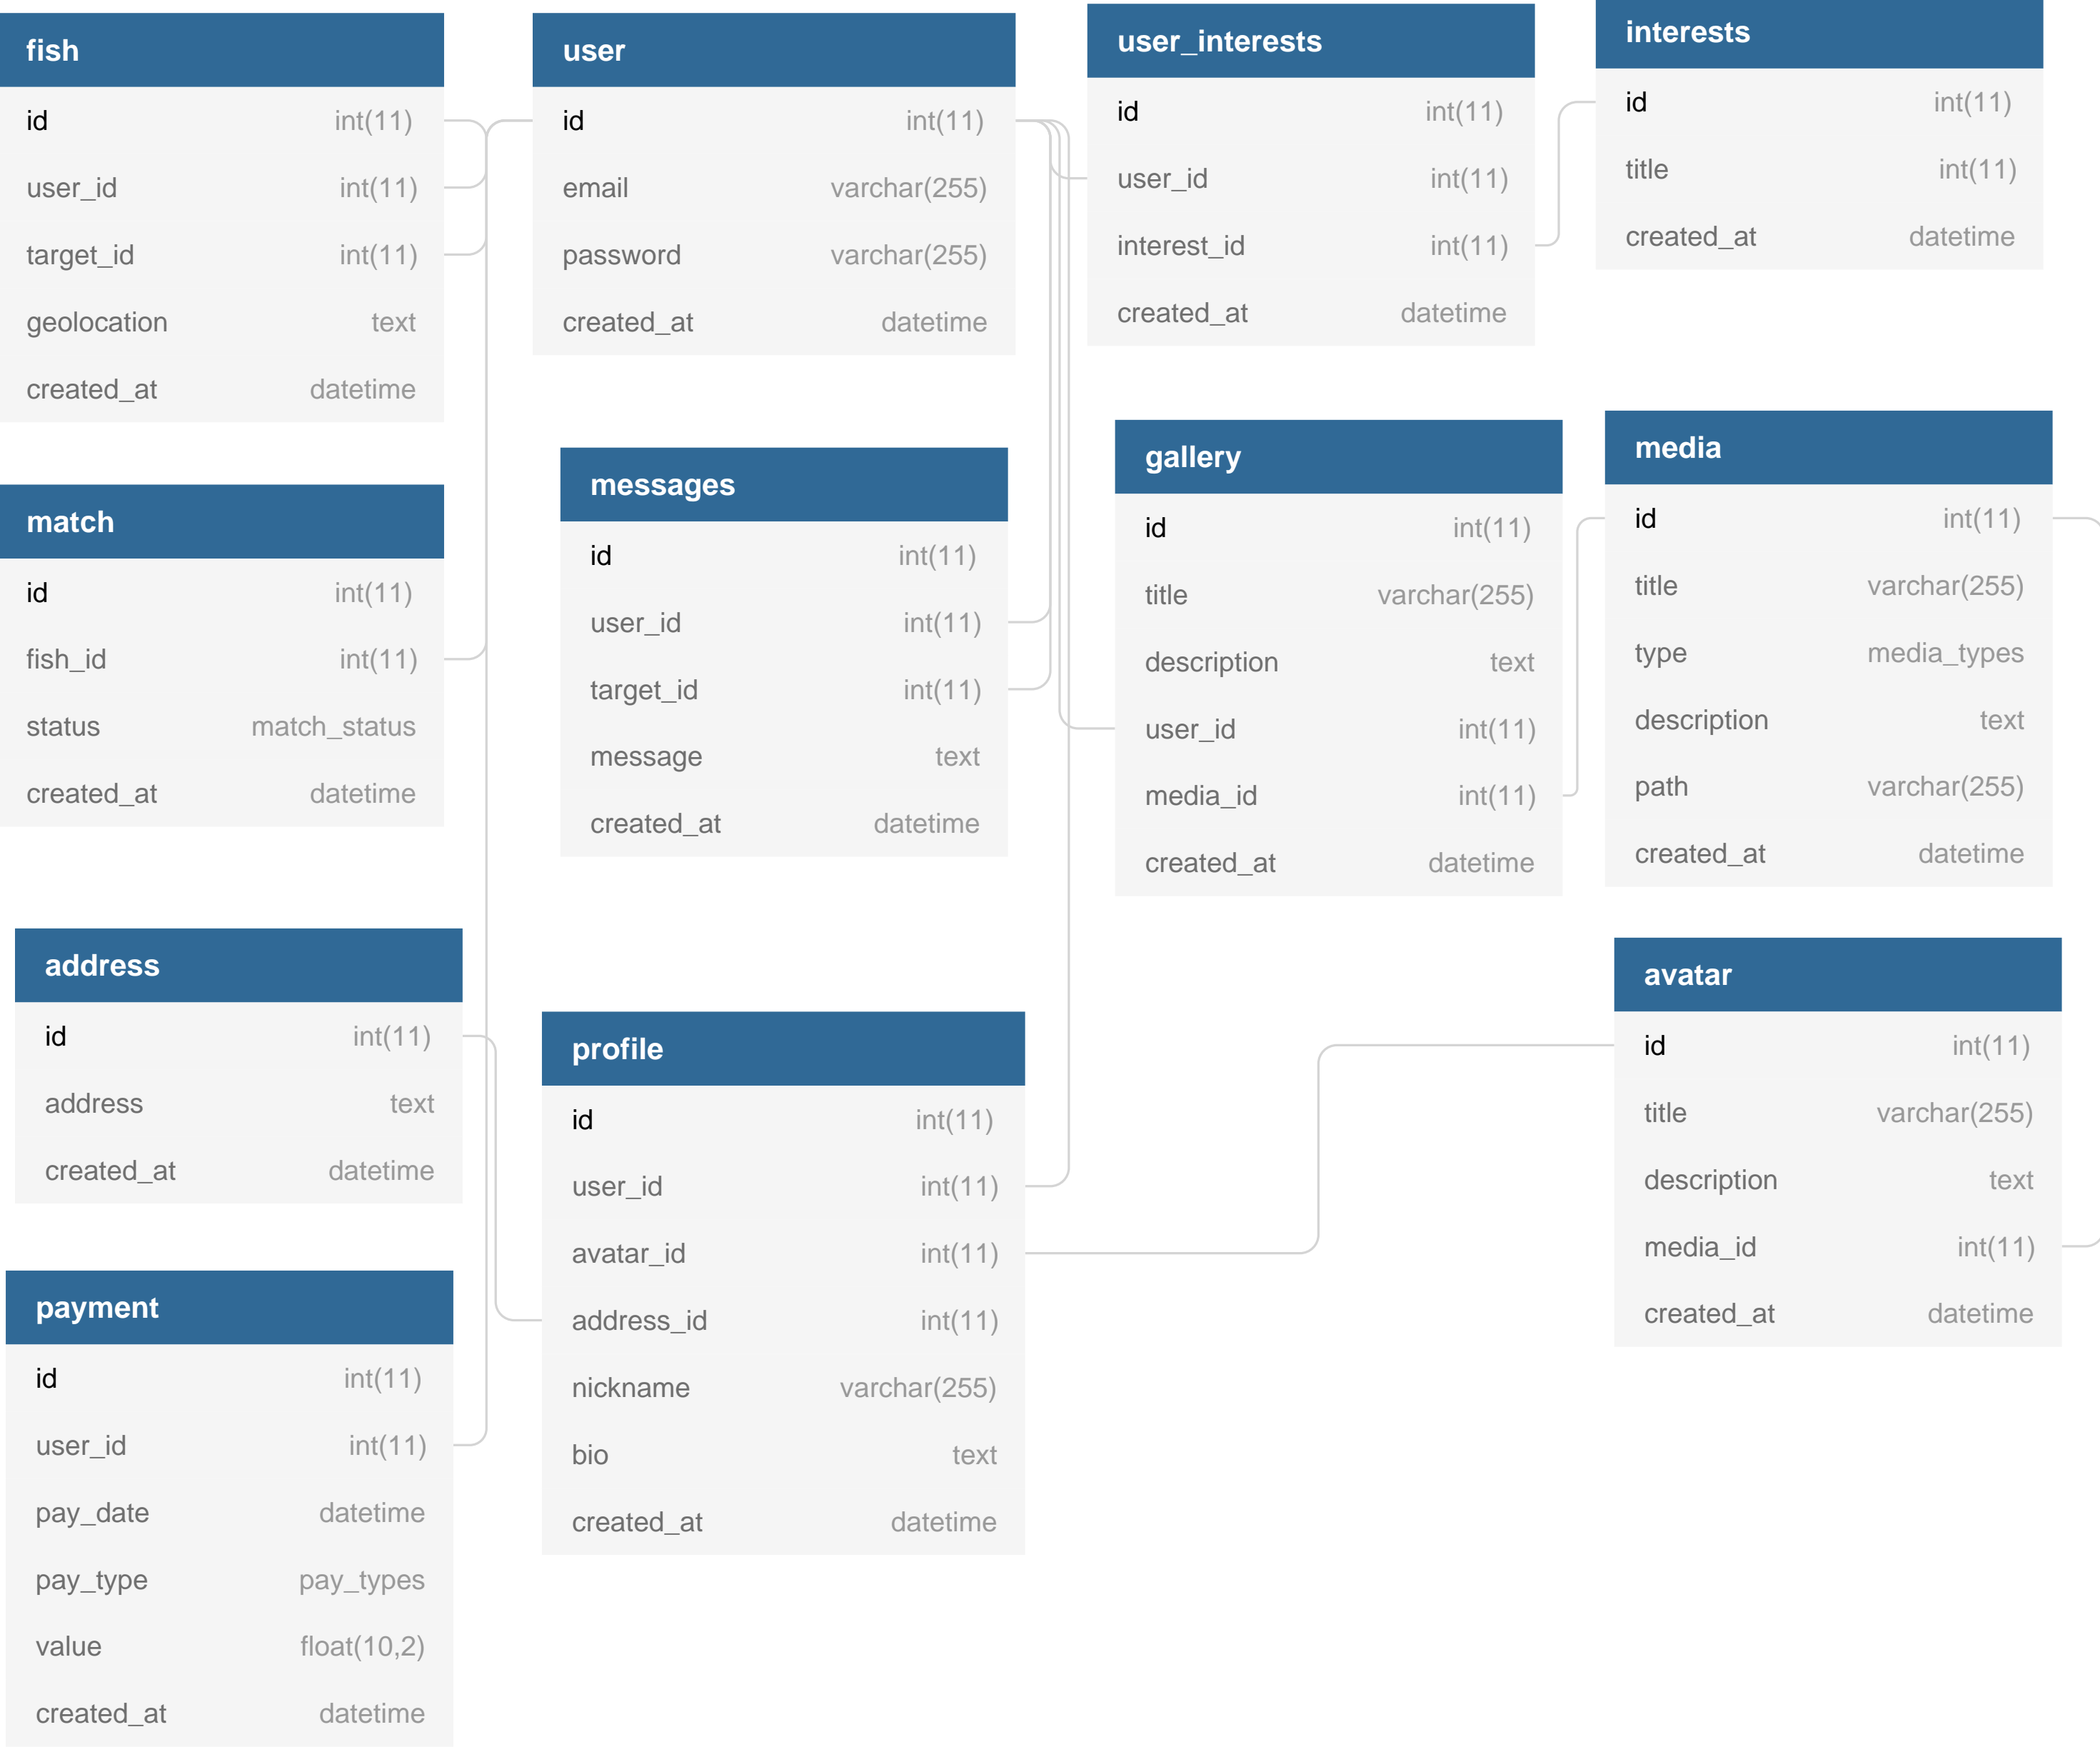 fish
id int(11)
user_id int(11)
target_id int(11)
geolocation text
created_at datetime
user
id int(11)
email varchar(255)
password varchar(255)
created_at datetime
user_interests
id int(11)
user_id int(11)
interest_id int(11)
created_at datetime
interests
id int(11)
title int(11)
created_at datetime
match
id int(11)
fish_id int(11)
status match_status
created_at datetime
messages
id int(11)
user_id int(11)
target_id int(11)
message text
created_at datetime
gallery
id int(11)
title varchar(255)
description text
user_id int(11)
media_id int(11)
created_at datetime
media
id int(11)
title varchar(255)
type media_types
description text
path varchar(255)
created_at datetime
address
id int(11)
address text
created_at datetime
profile
id int(11)
user_id int(11)
avatar_id int(11)
address_id int(11)
nickname varchar(255)
bio text
created_at datetime
avatar
id int(11)
title varchar(255)
description text
media_id int(11)
created_at datetime
payment
id int(11)
user_id int(11)
pay_date datetime
pay_type pay_types
value float(10,2)
created_at datetime